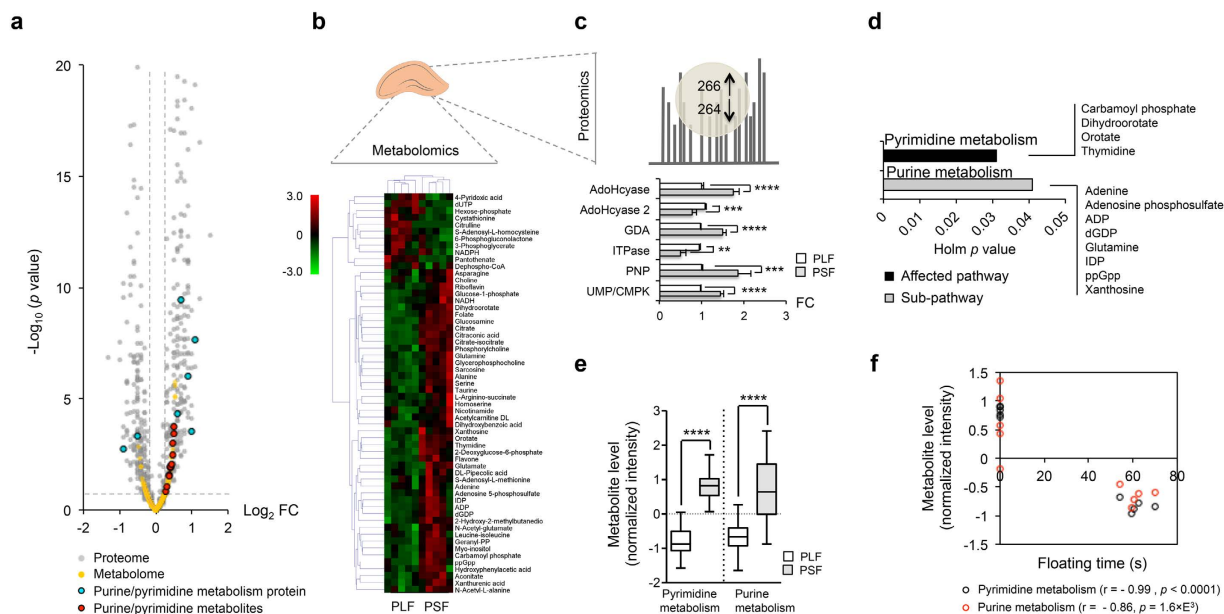 a
20
15
10
5
0
-Log10 (p value)
-2
-1
0
1
2
Log2 FC
Proteome
Metabolome
Purine/pyrimidine metabolism protein
Purine/pyrimidine metabolites
b
Metabolomics
3.0
0
-3.0
4-Pyridoxic acid
dUTP
Hexose-phosphate
Cystathionine
Citrulline
S-Adenosyl-L-homocysteine
6-Phosphogluconolactone
3-Phosphoglycerate
NADPH
Pantothenate
Dephospho-CoA
Asparagine
Choline
Riboflavin
Glucose-1-phosphate
NADH
Dihydroorotate
Folate
Glucosamine
Citrate
Citraconic acid
Citrate-isocitrate
Phosphorylcholine
Glutamine
Glycerophosphocholine
Sarcosine
Alanine
Serine
Taurine
L-Arginino-succinate
Homoserine
Nicotinamide
Acetylcarnitine DL
Dihydroxybenzoic acid
Xanthosine
Orotate
Thymidine
2-Deoxyglucose-6-phosphate
Flavone
Glutamate
DL-Pipecolic acid
S-Adenosyl-L-methionine
Adenine
Adenosine 5-phosphosulfate
IDP
ADP
dGDP
2-Hydroxy-2-methylbutanedio
N-Acetyl-glutamate
Leucine-isoleucine
Geranyl-PP
Myo-inositol
Carbamoyl phosphate
ppGpp
Hydroxyphenylacetic acid
Aconitate
Xanthurenic acid
N-Acetyl-L-alanine
PLF PSF
c
Proteomics
266
264
AdoHcyase
AdoHcyase 2
GDA
ITPase
PNP
UMP/CMPK
****
***
****
**
***
****
PLF
PSF
FC
0 1 2 3
d
Pyrimidine metabolism
Purine metabolism
0 0.01 0.02 0.03 0.04 0.05
Holm p value
Affected pathway
Sub-pathway
Carbamoyl phosphate
Dihydroorotate
Orotate
Thymidine
Adenine
Adenosine phosphosulfate
ADP
dGDP
Glutamine
IDP
ppGpp
Xanthosine
e
Metabolite level
(normalized intensity)
3
2
1
0
-1
-2
****
****
PLF
PSF
Pyrimidine
metabolism
Purine
metabolism
f
Metabolite level
(normalized intensity)
1.5
1
0.5
0
-0.5
-1
-1.5
0 20 40 60 80
Floating time (s)
Pyrimidine metabolism (r = - 0.99 , p < 0.0001)
Purine metabolism (r = - 0.86, p = 1.6×E3)